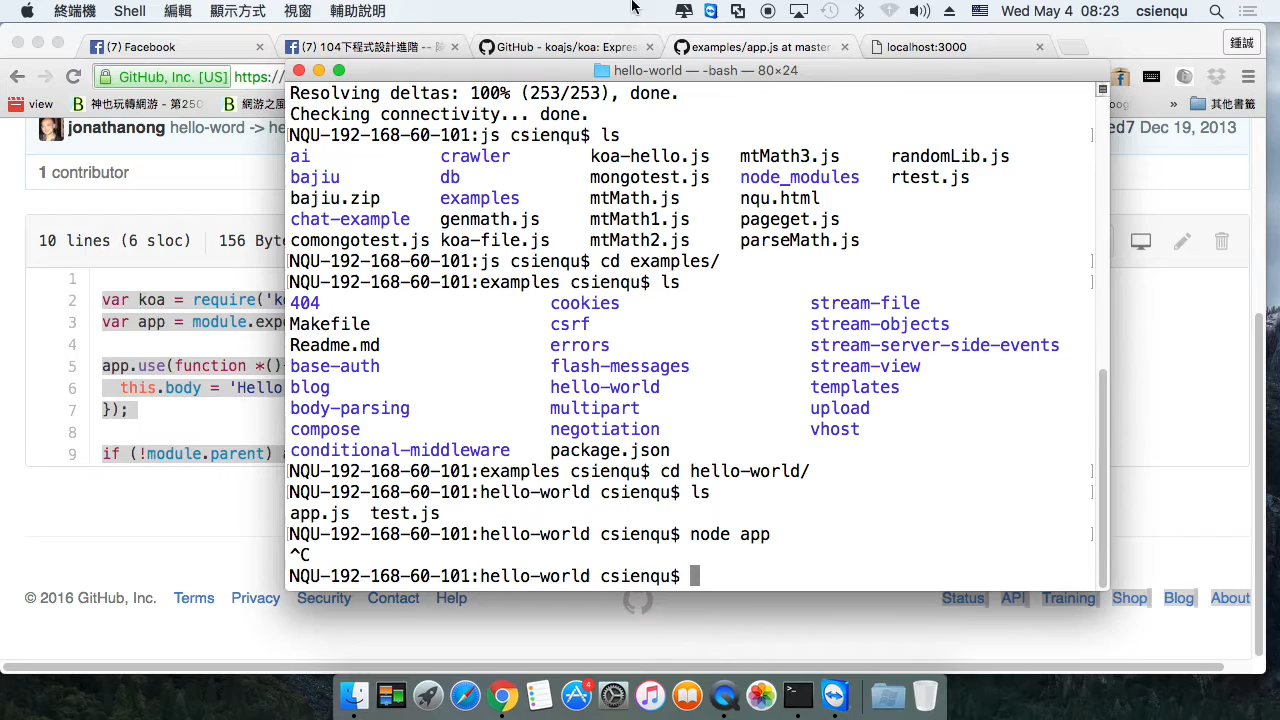 終端機 Shell 編輯 顯示方式 視窗 輔助說明 Wed May 4 08:23 csienqu
(7) Facebook (7) 104下程式設計進階 -- GitHub - koajs/koa: Expres examples/app.js at master localhost:3000 鍾誠
GitHub, Inc. [US] https:/
view 神也玩轉網游 - 第250 網游之風 » 其他書籤
hello-world — -bash — 80×24
Resolving deltas: 100% (253/253), done.
Checking connectivity... done.
NQU-192-168-60-101:js csienqu$ ls
ai crawler koa-hello.js mtMath3.js randomLib.js
bajiu db mongotest.js node_modules rtest.js
bajiu.zip examples mtMath.js nqu.html
chat-example genmath.js mtMath1.js pageget.js
comongotest.js koa-file.js mtMath2.js parseMath.js
NQU-192-168-60-101:js csienqu$ cd examples/
NQU-192-168-60-101:examples csienqu$ ls
404 cookies stream-file
Makefile csrf stream-objects
Readme.md errors stream-server-side-events
base-auth flash-messages stream-view
blog hello-world templates
body-parsing multipart upload
compose negotiation vhost
conditional-middleware package.json
NQU-192-168-60-101:examples csienqu$ cd hello-world/
NQU-192-168-60-101:hello-world csienqu$ ls
app.js test.js
NQU-192-168-60-101:hello-world csienqu$ node app
^C
NQU-192-168-60-101:hello-world csienqu$
jonathanong hello-word -> he ed7 Dec 19, 2013
1 contributor
10 lines (6 sloc) 156 Byt
1
2 var koa = require('k
3 var app = module.exp
4
5 app.use(function *()
6 this.body = 'Hello
7 });
8
9 if (!module.parent) a
© 2016 GitHub, Inc. Terms Privacy Security Contact Help Status API Training Shop Blog About
4